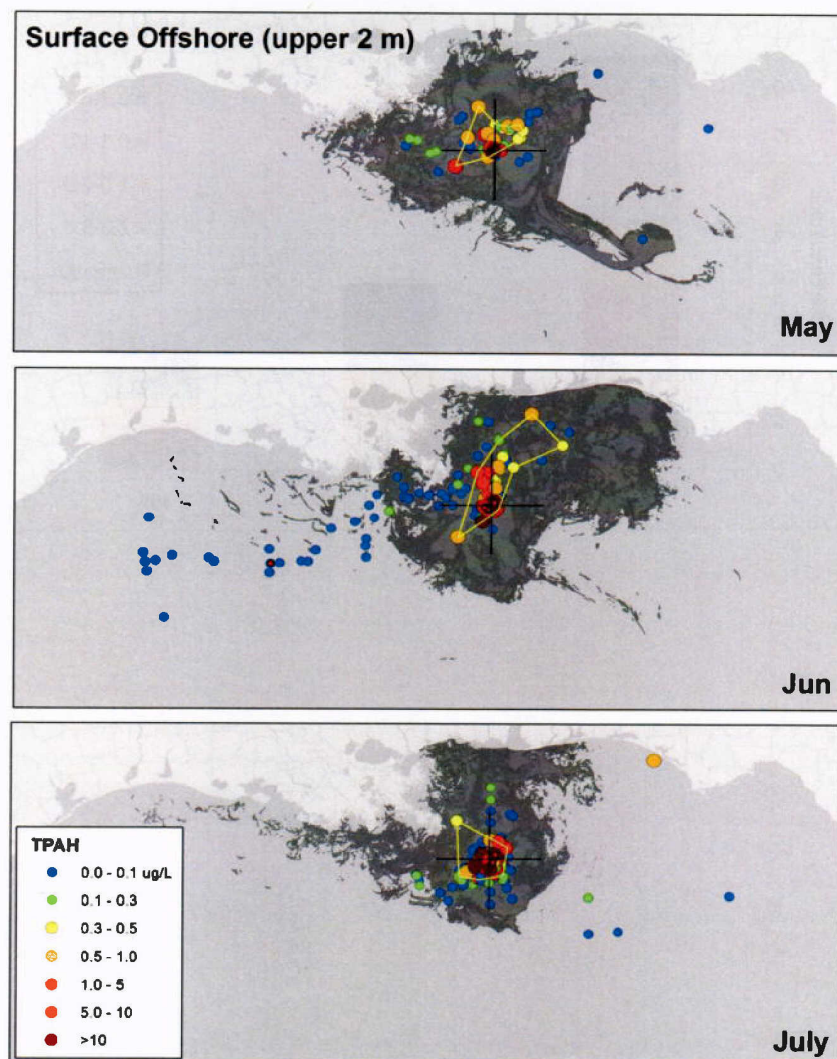 Surface Offshore (upper 2 m)
May
Jun
TPAH
0.0 - 0.1 ug/L
0.1 - 0.3
0.3 - 0.5
0.5 - 1.0
1.0 - 5
5.0 - 10
>10
July